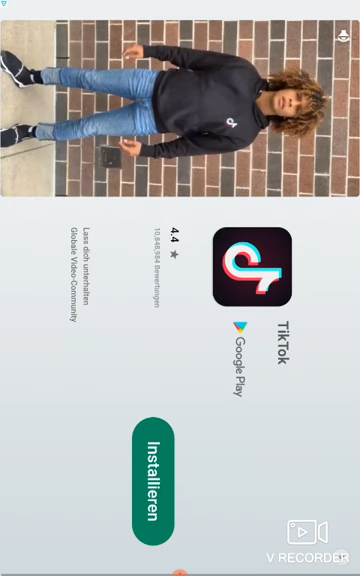 TikTok
Google Play
4.4
10,848,984 Bewertungen
Lass dich unterhalten
Globale Video-Community
Installieren
V RECORDER